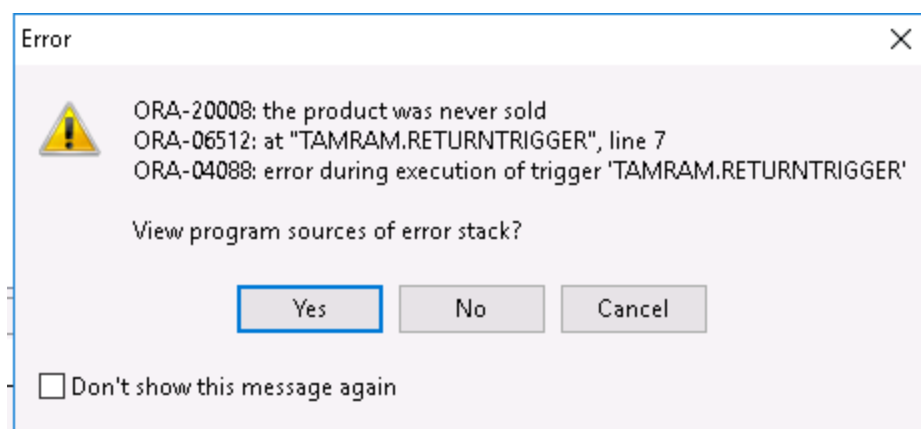 Error
ORA-20008: the product was never sold
ORA-06512: at "TAMRAM.RETURNTRIGGER", line 7
ORA-04088: error during execution of trigger 'TAMRAM.RETURNTRIGGER'
View program sources of error stack?
Yes No Cancel
Don't show this message again